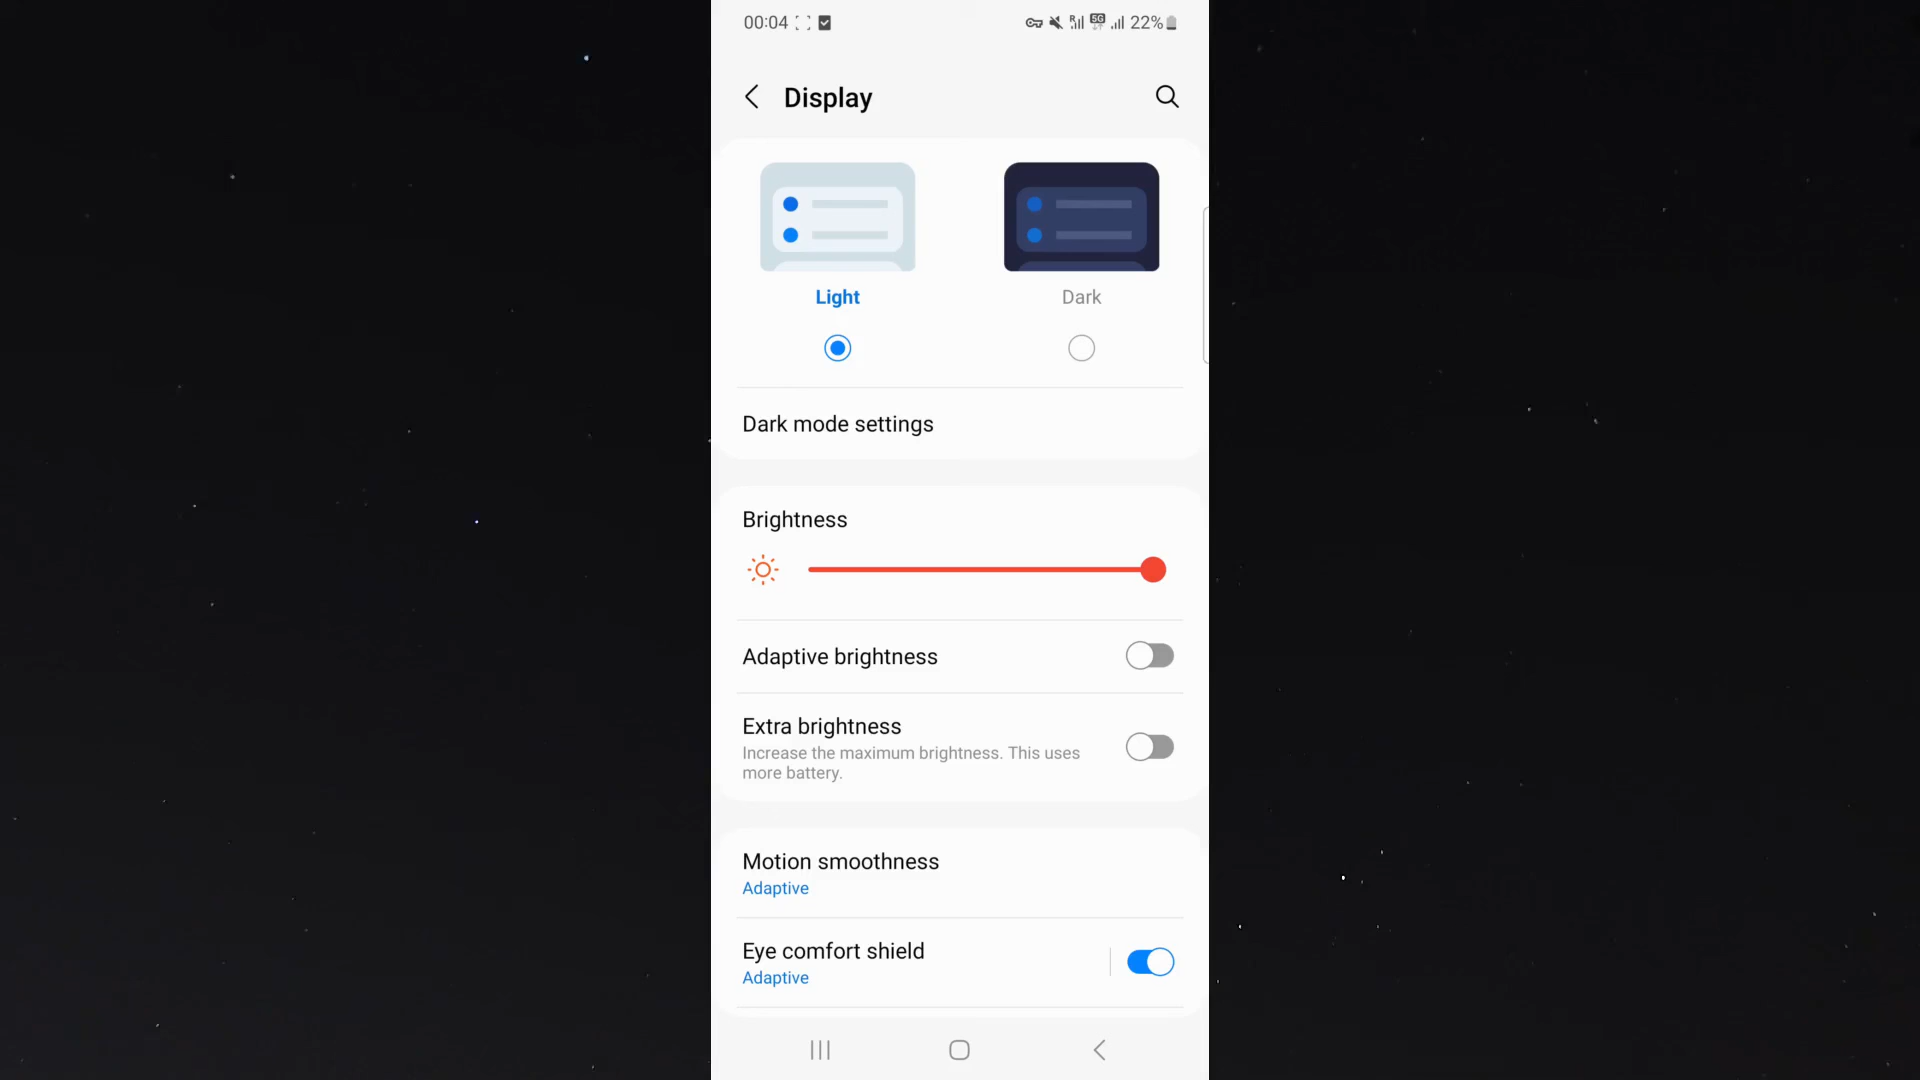 00:04 22%
Display
Light Dark
Dark mode settings
Brightness
Adaptive brightness
Extra brightness
Increase the maximum brightness. This uses
more battery.
Motion smoothness
Adaptive
Eye comfort shield
Adaptive